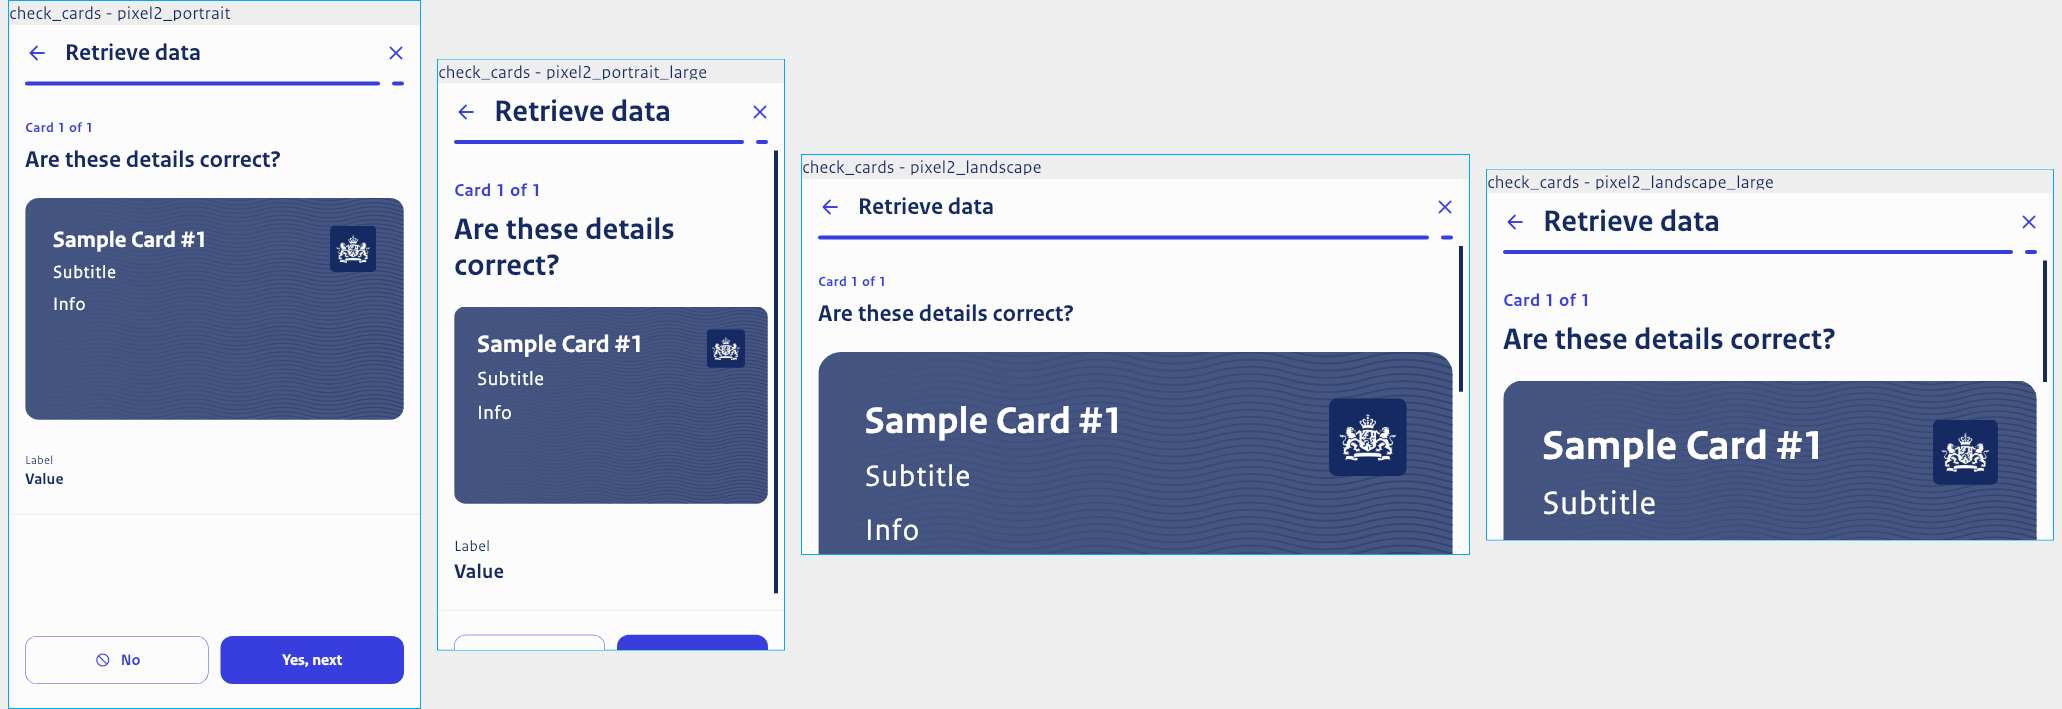 check_cards - pixel2_portrait
Retrieve data
Card 1 of 1
Are these details correct?
Sample Card #1
Subtitle
Info
Label
Value
No
Yes, next
check_cards - pixel2_portrait_large
Retrieve data
Card 1 of 1
Are these details
correct?
Sample Card #1
Subtitle
Info
Label
Value
check_cards - pixel2_landscape
Retrieve data
Card 1 of 1
Are these details correct?
Sample Card #1
Subtitle
Info
check_cards - pixel2_landscape_large
Retrieve data
Card 1 of 1
Are these details correct?
Sample Card #1
Subtitle